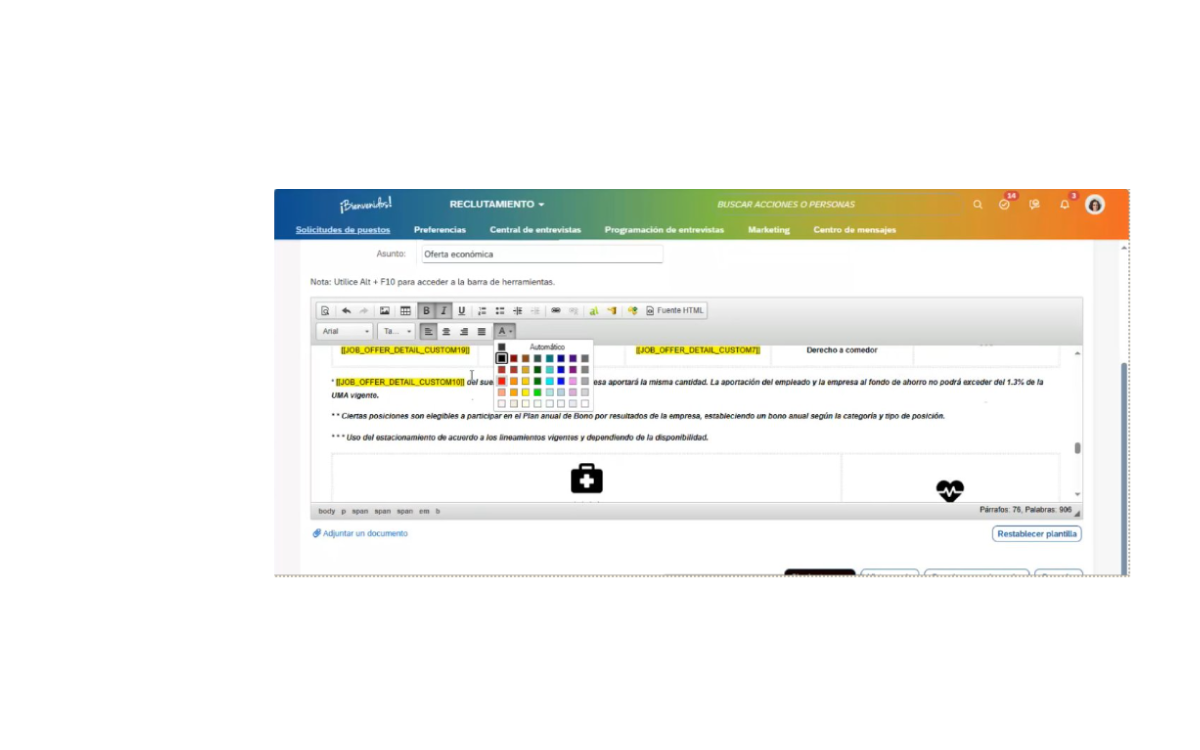 ¡Bienvenidos!
RECLUTAMIENTO
BUSCAR ACCIONES O PERSONAS
14
3
Solicitudes de puestos
Preferencias
Central de entrevistas
Programación de entrevistas
Marketing
Centro de mensajes
Asunto:
Oferta económica
Nota: Utilice Alt + F10 para acceder a la barra de herramientas.
B I U
Fuente HTML
Arial
Ta...
A
Automático
[[JOB_OFFER_DETAIL_CUSTOM19]]
[[JOB_OFFER_DETAIL_CUSTOM7]]
Derecho a comedor
* [[JOB_OFFER_DETAIL_CUSTOM10]] del sue
esa aportará la misma cantidad. La aportación del empleado y la empresa al fondo de ahorro no podrá exceder del 1.3% de la
UMA vigente.
* * Ciertas posiciones son elegibles a participar en el Plan anual de Bono por resultados de la empresa, estableciendo un bono anual según la categoría y tipo de posición.
* * * Uso del estacionamiento de acuerdo a los lineamientos vigentes y dependiendo de la disponibilidad.
body p span span span em b
Párrafos: 76, Palabras: 996
Adjuntar un documento
Restablecer plantilla